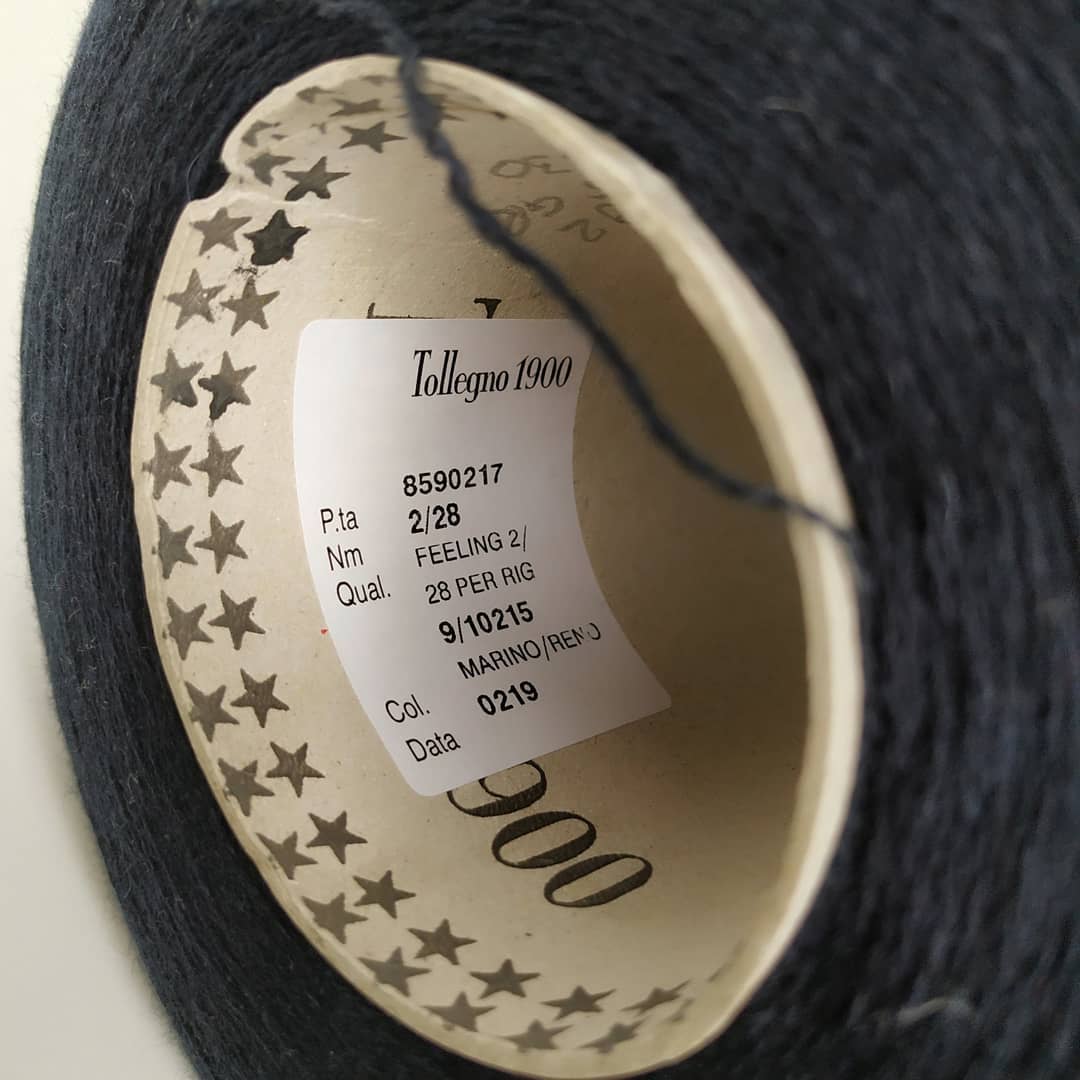 Tollegno 1900
P.ta 8590217
Nm 2/28
Qual. FEELING 2/
28 PER RIG
Col. 9/10215
MARINO/REMO
Data 0219
900